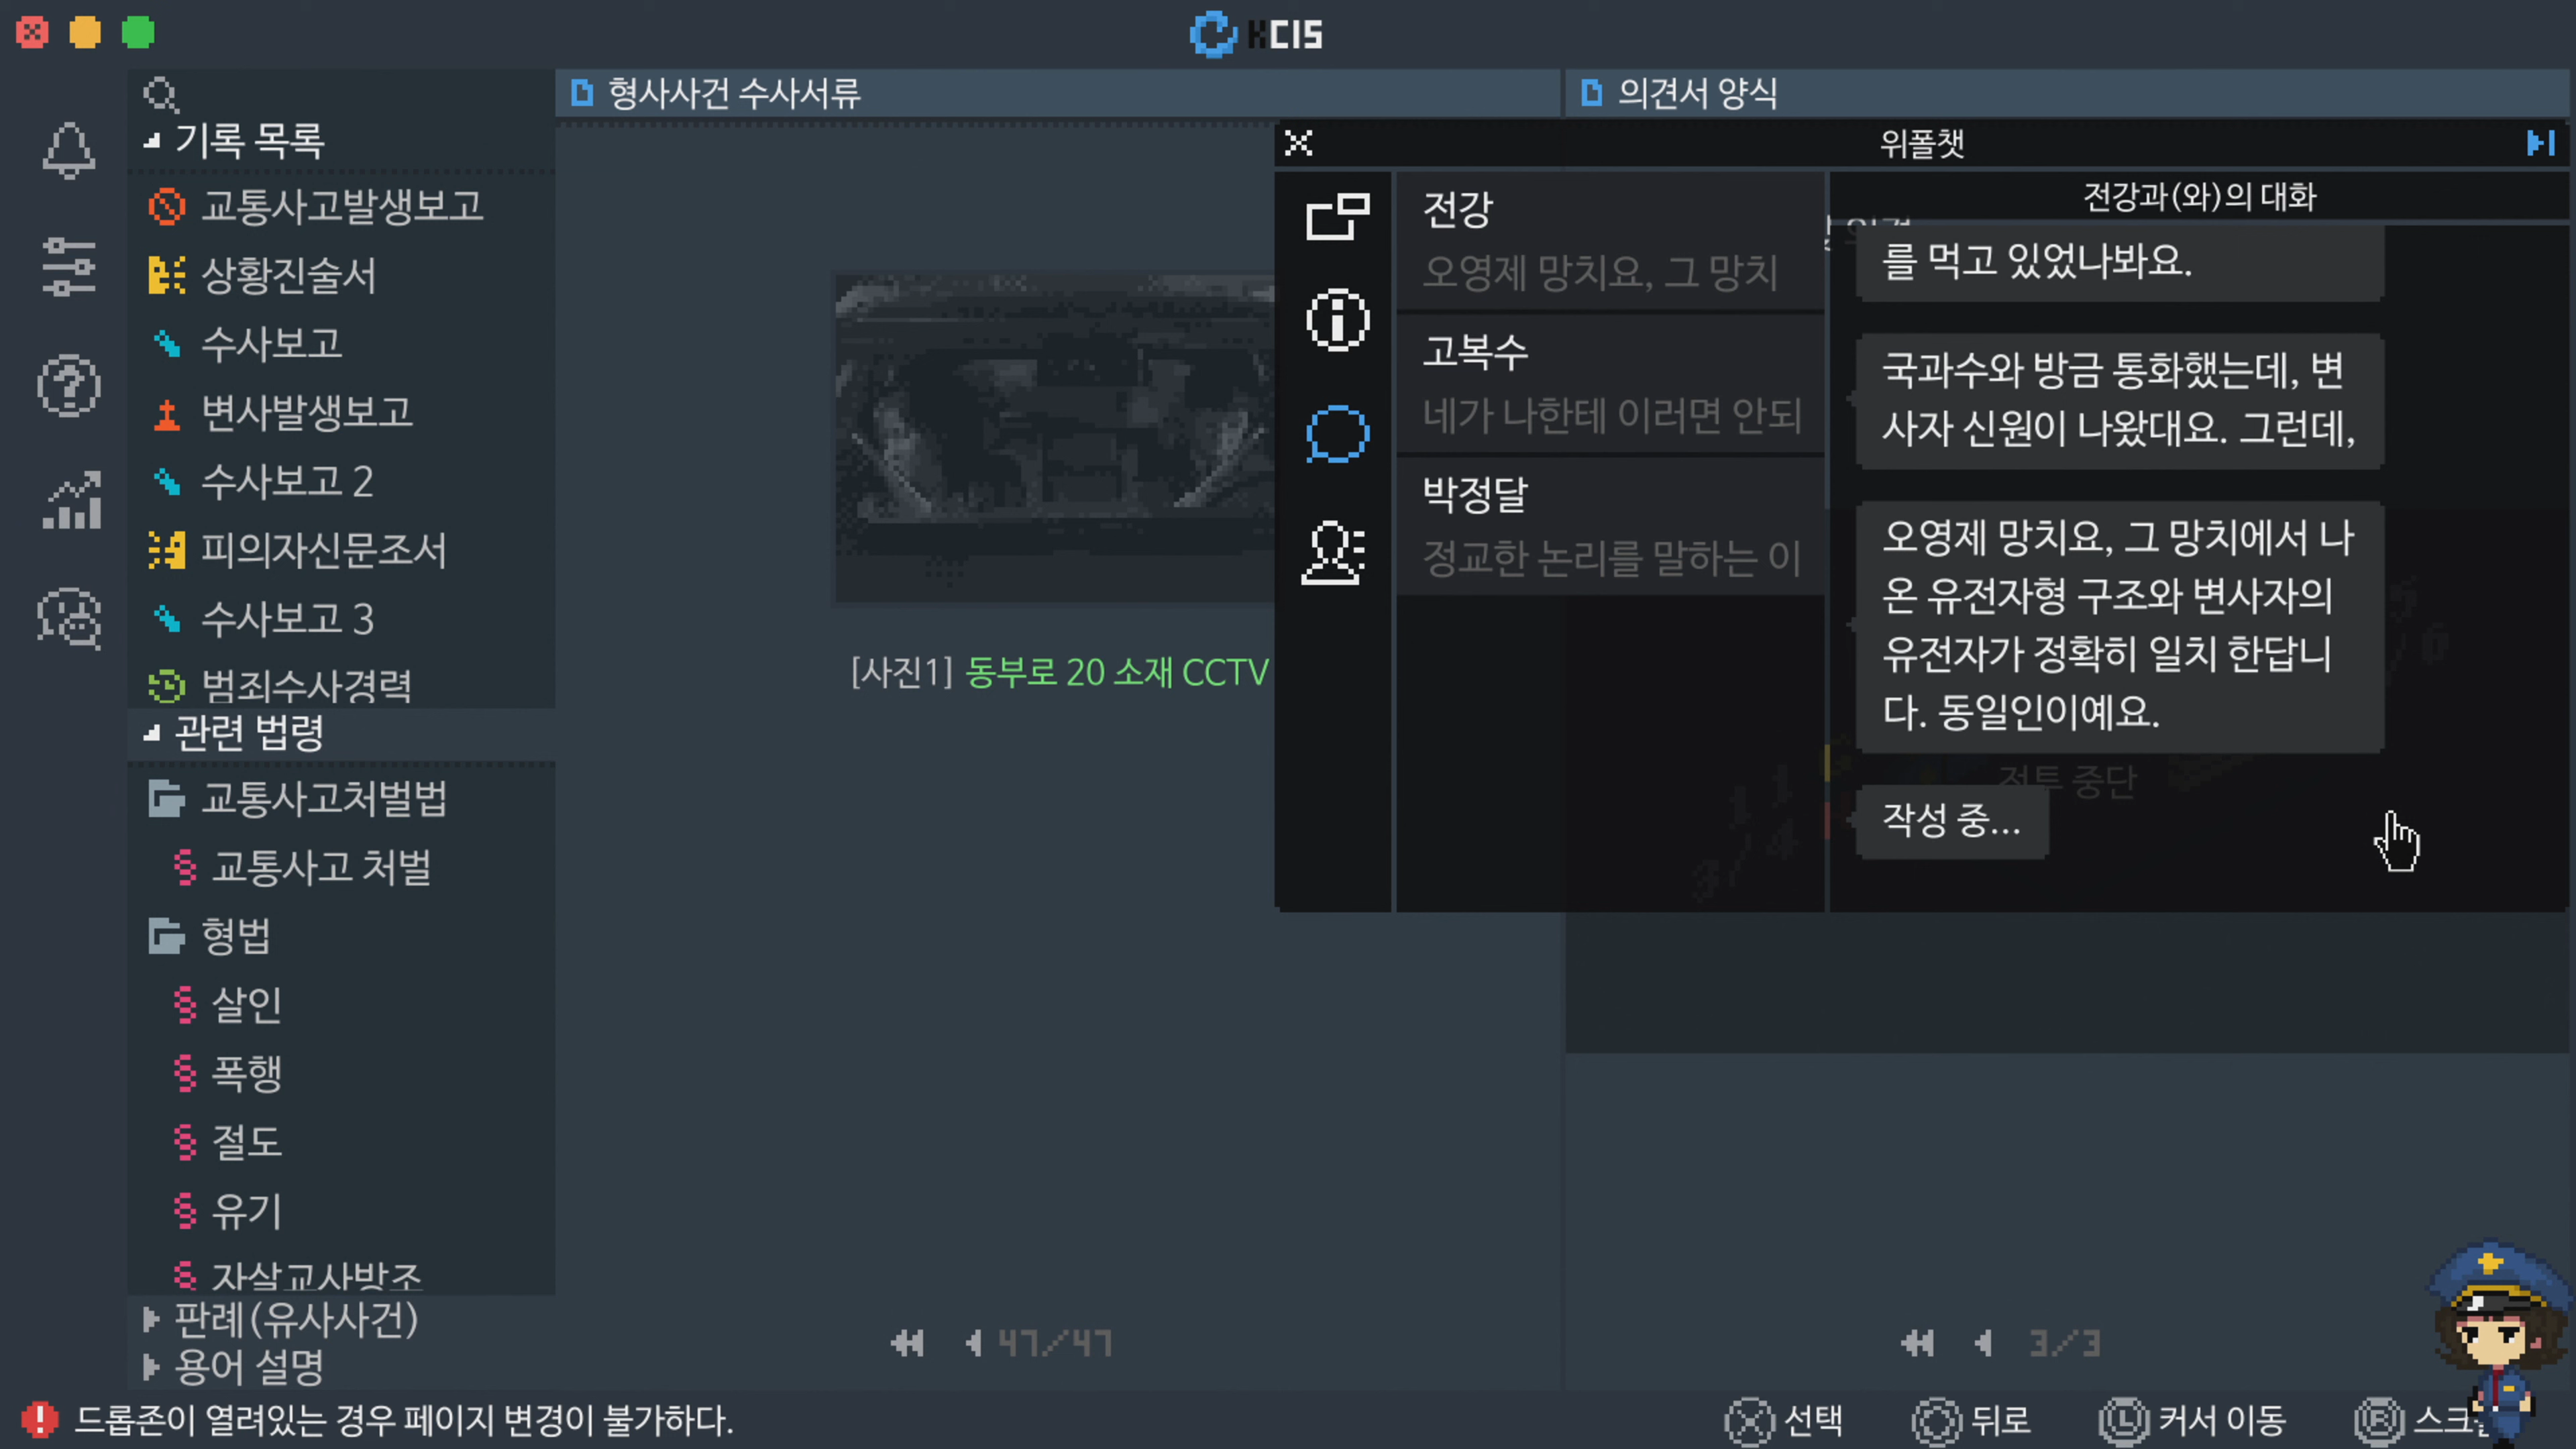 KCIS
형사사건 수사서류
의견서 양식
기록 목록
교통사고발생보고
상황진술서
수사보고
변사발생보고
수사보고 2
피의자신문조서
수사보고 3
범죄수사경력
관련 법령
교통사고처벌법
교통사고 처벌
형법
살인
폭행
절도
유기
자살교사방조
판례(유사사건)
용어 설명
[사진1] 동부로 20 소재 CCTV
47/47
위폴챗
전강
오영제 망치요, 그 망치
고복수
네가 나한테 이러면 안되
박정달
정교한 논리를 말하는 이
전강과(와)의 대화
를 먹고 있었나봐요.
국과수와 방금 통화했는데, 변
사자 신원이 나왔대요. 그런데,
오영제 망치요, 그 망치에서 나
온 유전자형 구조와 변사자의
유전자가 정확히 일치 한답니
다. 동일인이예요.
전투 중단
작성 중...
3/3
드롭존이 열려있는 경우 페이지 변경이 불가하다.
선택
뒤로
L 커서 이동
R